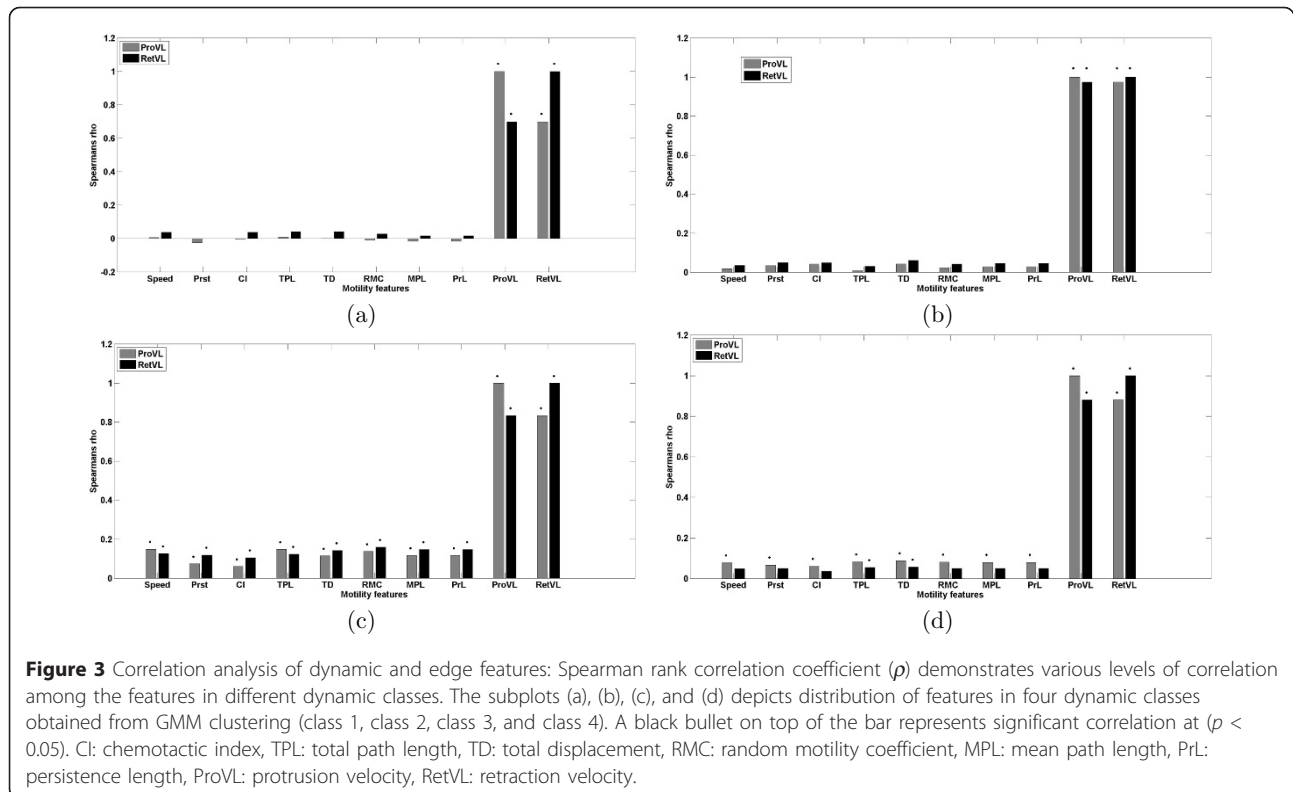 1.2
1
0.8
0.6
0.4
0.2
0
-0.2
Spearmans rho
ProVL
RetVL
Speed Prst CI TPL TD RMC MPL PrL ProVL RetVL
Motility features
(a)
1.2
1
0.8
0.6
0.4
0.2
0
Spearmans rho
ProVL
RetVL
Speed Prst CI TPL TD RMC MPL PrL ProVL RetVL
Motility features
(b)
1.2
1
0.8
0.6
0.4
0.2
0
Spearmans rho
ProVL
RetVL
Speed Prst CI TPL TD RMC MPL PrL ProVL RetVL
Motility features
(c)
1.2
1
0.8
0.6
0.4
0.2
0
Spearmans rho
ProVL
RetVL
Speed Prst CI TPL TD RMC MPL PrL ProVL RetVL
Motility features
(d)
Figure 3 Correlation analysis of dynamic and edge features: Spearman rank correlation coefficient (ρ) demonstrates various levels of correlation
among the features in different dynamic classes. The subplots (a), (b), (c), and (d) depicts distribution of features in four dynamic classes
obtained from GMM clustering (class 1, class 2, class 3, and class 4). A black bullet on top of the bar represents significant correlation at (p <
0.05). CI: chemotactic index, TPL: total path length, TD: total displacement, RMC: random motility coefficient, MPL: mean path length, PrL:
persistence length, ProVL: protrusion velocity, RetVL: retraction velocity.